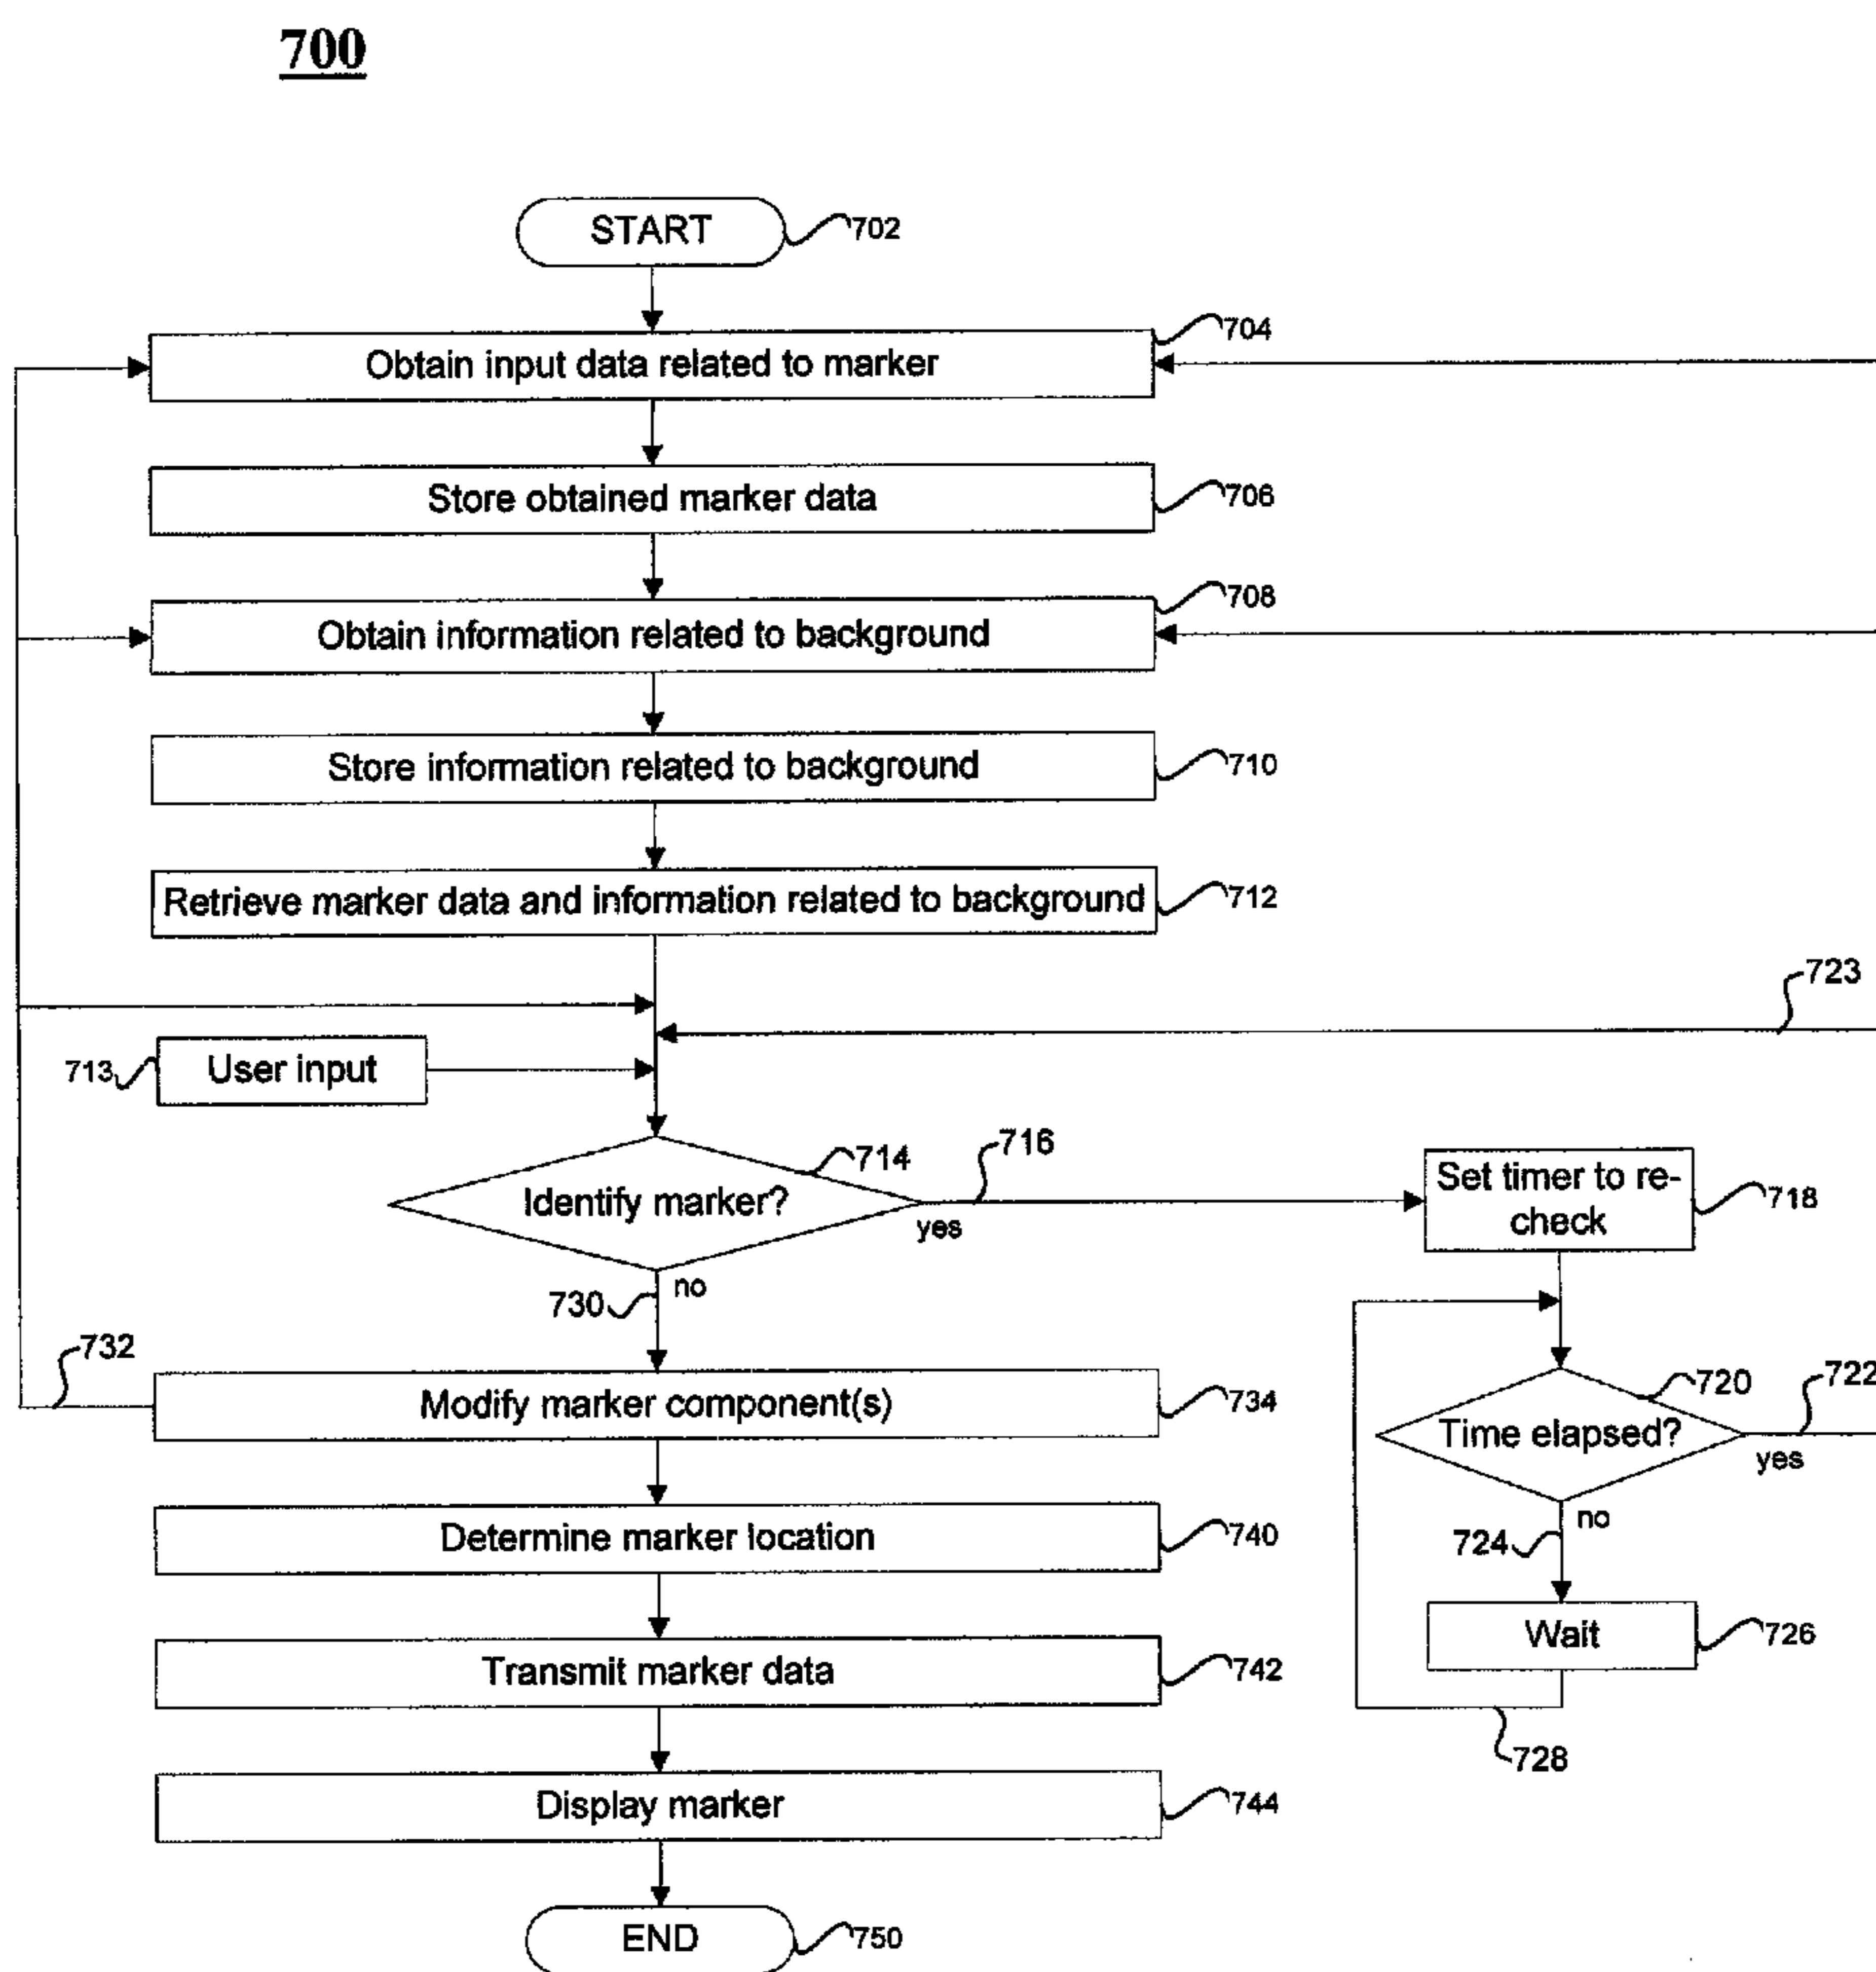 700
START
702
704
Obtain input data related to marker
Store obtained marker data
706
708
Obtain information related to background
Store information related to background
710
Retrieve marker data and information related to background
712
723
713
User input
714
716
Identify marker?
yes
Set timer to re-
check
718
no
730
732
Modify marker component(s)
734
720
722
Time elapsed?
yes
no
724
Determine marker location
740
Wait
726
Transmit marker data
742
728
Display marker
744
END
750